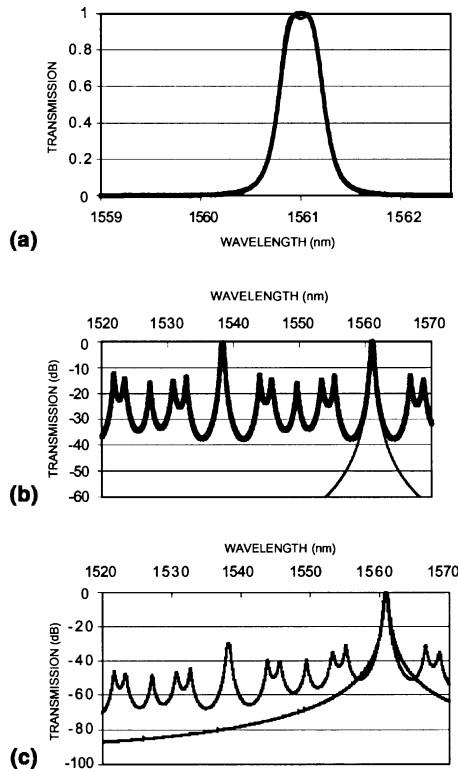 1
0.8
0.6
0.4
0.2
0
TRANSMISSION
1559 1560 1561 1562
WAVELENGTH (nm)
(a)
WAVELENGTH (nm)
1520 1530 1540 1550 1560 1570
0
-10
-20
-30
-40
-50
-60
TRANSMISSION (dB)
(b)
WAVELENGTH (nm)
1520 1530 1540 1550 1560 1570
0
-20
-40
-60
-80
-100
TRANSMISSION (dB)
(c)